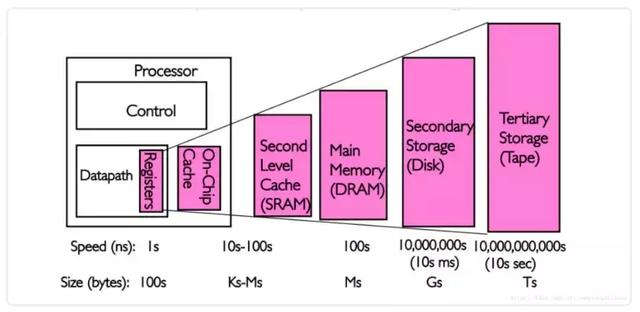 Processor
Control
Datapath
Registers
On-Chip
Cache
Second
Level
Cache
(SRAM)
Main
Memory
(DRAM)
Secondary
Storage
(Disk)
Tertiary
Storage
(Tape)
Speed (ns): 1s 10s-100s 100s 10,000,000s 10,000,000,000s
(10s ms) (10s sec)
Size (bytes): 100s Ks-Ms Ms Gs Ts